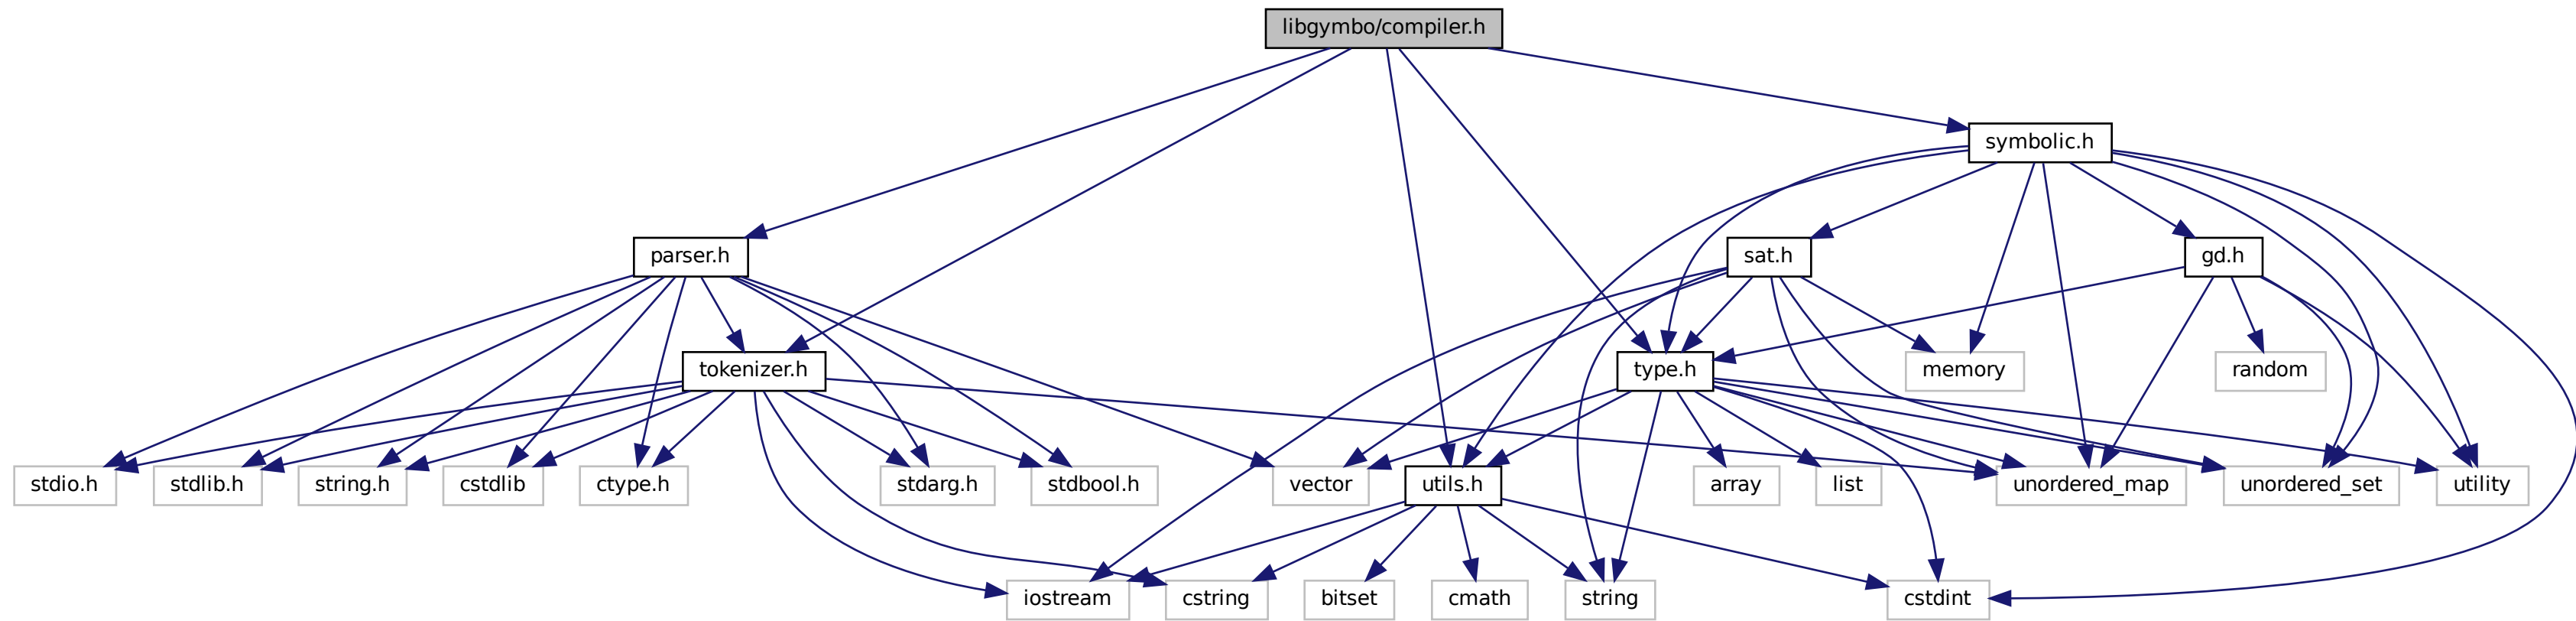 libgymbo/compiler.h
symbolic.h
parser.h
sat.h
gd.h
tokenizer.h
type.h
memory
random
stdio.h
stdlib.h
string.h
cstdlib
ctype.h
stdarg.h
stdbool.h
vector
utils.h
array
list
unordered_map
unordered_set
utility
iostream
cstring
bitset
cmath
string
cstdint